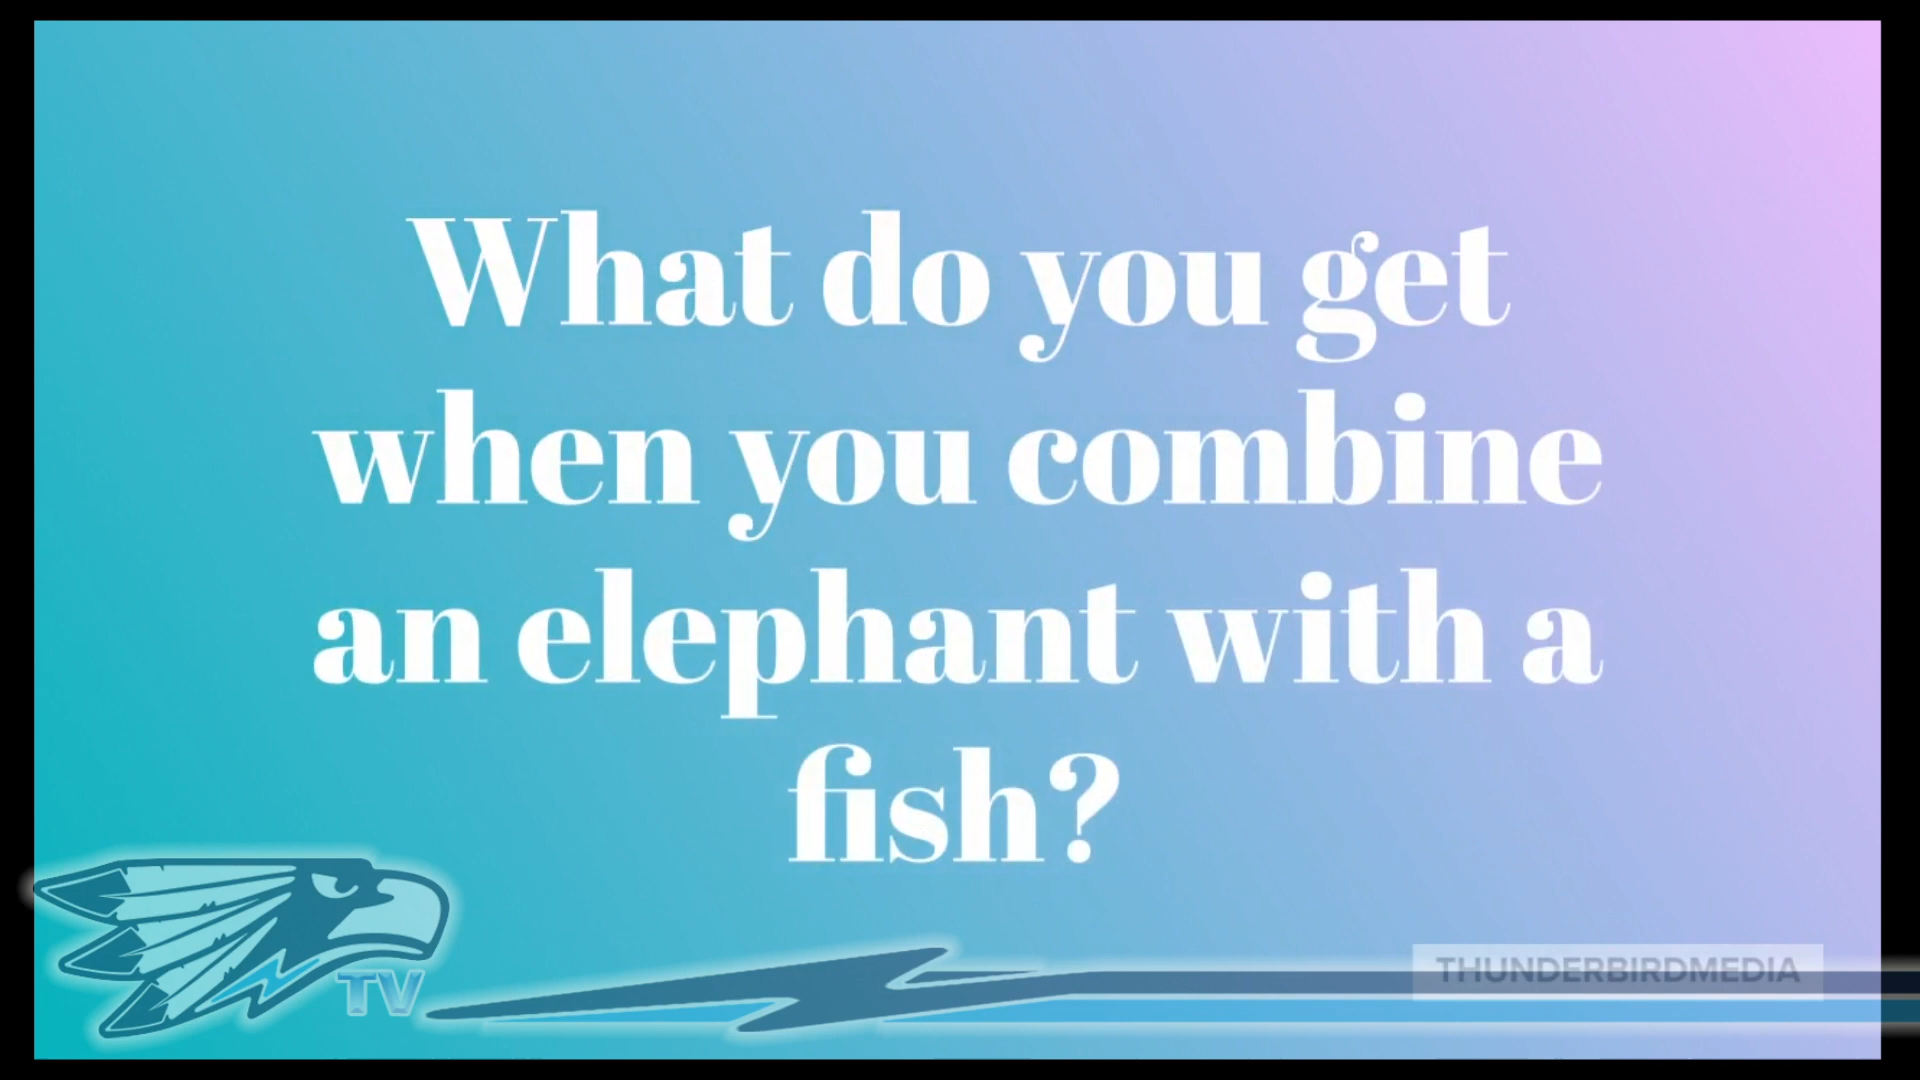 What do you get
when you combine
an elephant with a
fish?
TV
THUNDERBIRDMEDIA